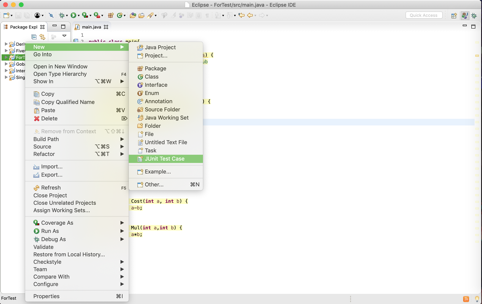 Eclipse - ForTest/src/main.java - Eclipse IDE
Quick Access
Package Expl
main.java
New
Go Into
Open in New Window
Open Type Hierarchy
Show In ⌥⌘W
Copy ⌘C
Copy Qualified Name
Paste ⌘V
Delete
Remove from Context
Build Path
Source ⌥⌘S
Refactor ⌥⌘T
Import...
Export...
Refresh
Close Project
Close Unrelated Projects
Assign Working Sets...
Coverage As
Run As
Debug As
Validate
Restore from Local History...
Checkstyle
Team
Compare With
Configure
Properties ⌘I
Java Project
Project...
Package
Class
Interface
Enum
Annotation
Source Folder
Java Working Set
Folder
File
Untitled Text File
Task
JUnit Test Case
Example...
Other... ⌘N
Cost(int a, int b) {
a-b;
Mul(int a,int b) {
a*b;
ForTest